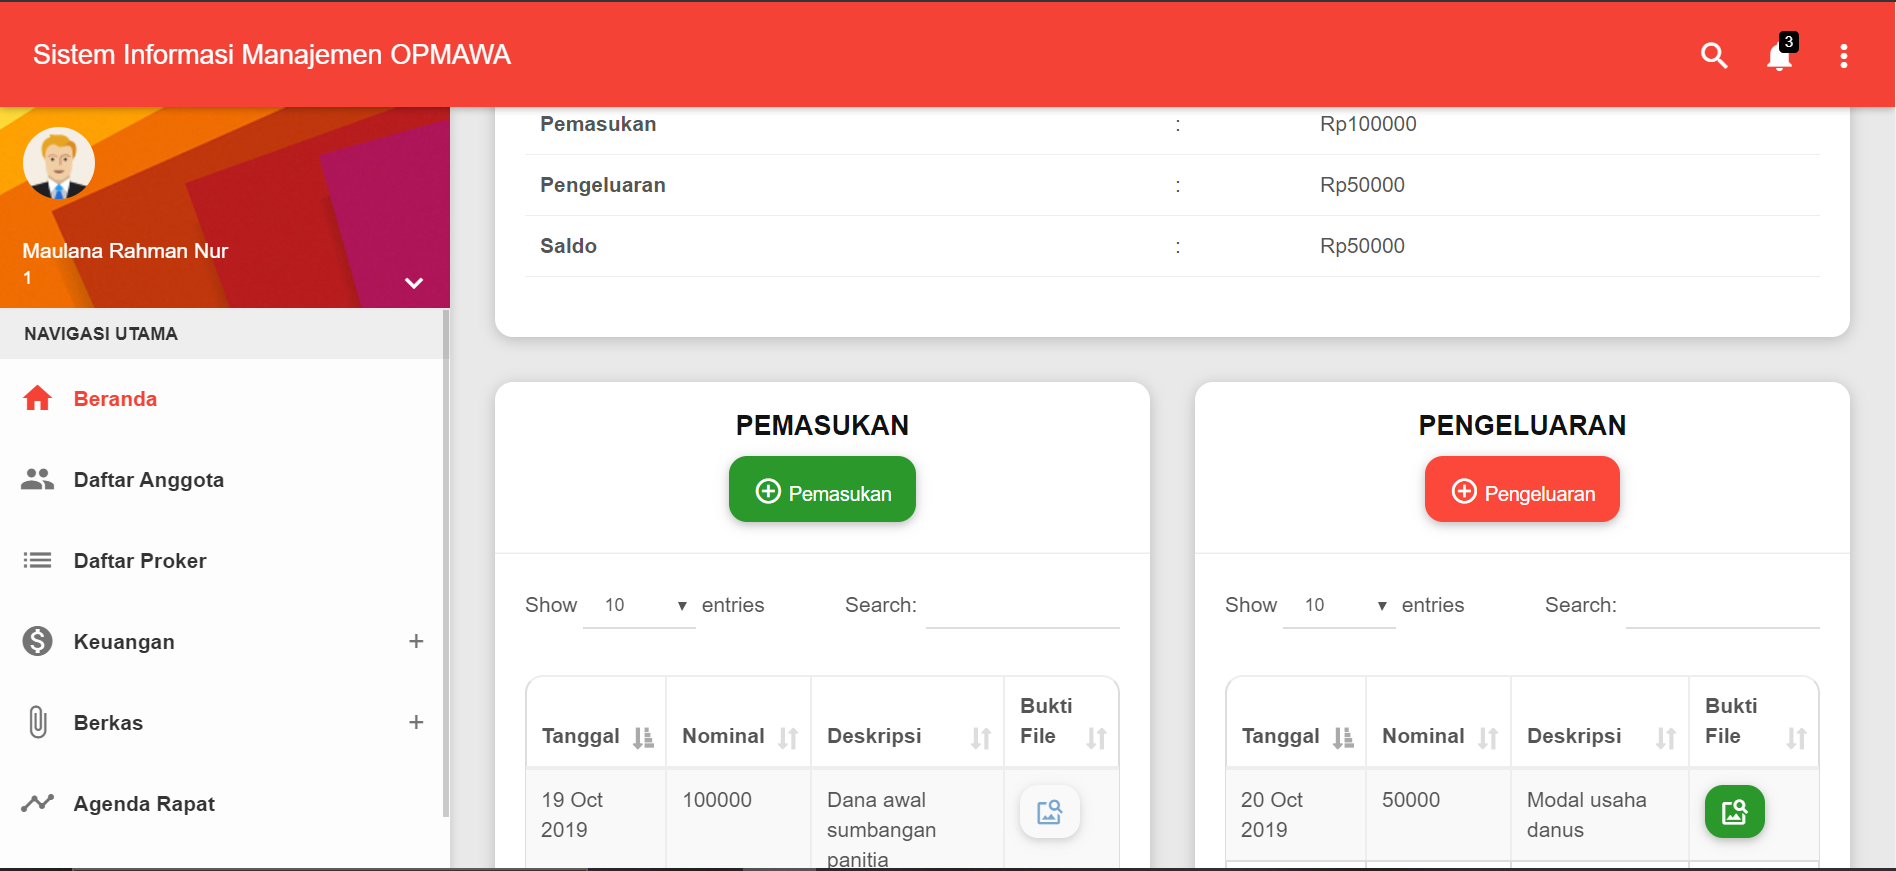 Sistem Informasi Manajemen OPMAWA
3
Maulana Rahman Nur
1
NAVIGASI UTAMA
Beranda
Daftar Anggota
Daftar Proker
Keuangan +
Berkas +
Agenda Rapat
Pemasukan : Rp100000
Pengeluaran : Rp50000
Saldo : Rp50000
PEMASUKAN
Pemasukan
Show 10 entries Search:
Tanggal Nominal Deskripsi Bukti File
19 Oct 2019 100000 Dana awal sumbangan panitia
PENGELUARAN
Pengeluaran
Show 10 entries Search:
Tanggal Nominal Deskripsi Bukti File
20 Oct 2019 50000 Modal usaha danus